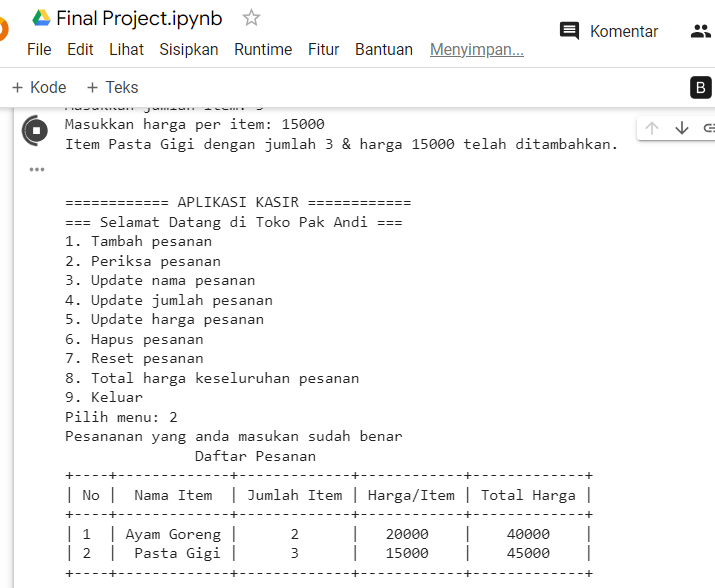 Final Project.ipynb
Komentar
File Edit Lihat Sisipkan Runtime Fitur Bantuan Menyimpan...
+ Kode + Teks
B
Masukkan jumlah item: 3
Masukkan harga per item: 15000
Item Pasta Gigi dengan jumlah 3 & harga 15000 telah ditambahkan.
============ APLIKASI KASIR ============
=== Selamat Datang di Toko Pak Andi ===
1. Tambah pesanan
2. Periksa pesanan
3. Update nama pesanan
4. Update jumlah pesanan
5. Update harga pesanan
6. Hapus pesanan
7. Reset pesanan
8. Total harga keseluruhan pesanan
9. Keluar
Pilih menu: 2
Pesananan yang anda masukan sudah benar
Daftar Pesanan
+----+-------------+-------------+------------+-------------+
| No | Nama Item | Jumlah Item | Harga/Item | Total Harga |
+----+-------------+-------------+------------+-------------+
| 1 | Ayam Goreng | 2 | 20000 | 40000 |
| 2 | Pasta Gigi | 3 | 15000 | 45000 |
+----+-------------+-------------+------------+-------------+